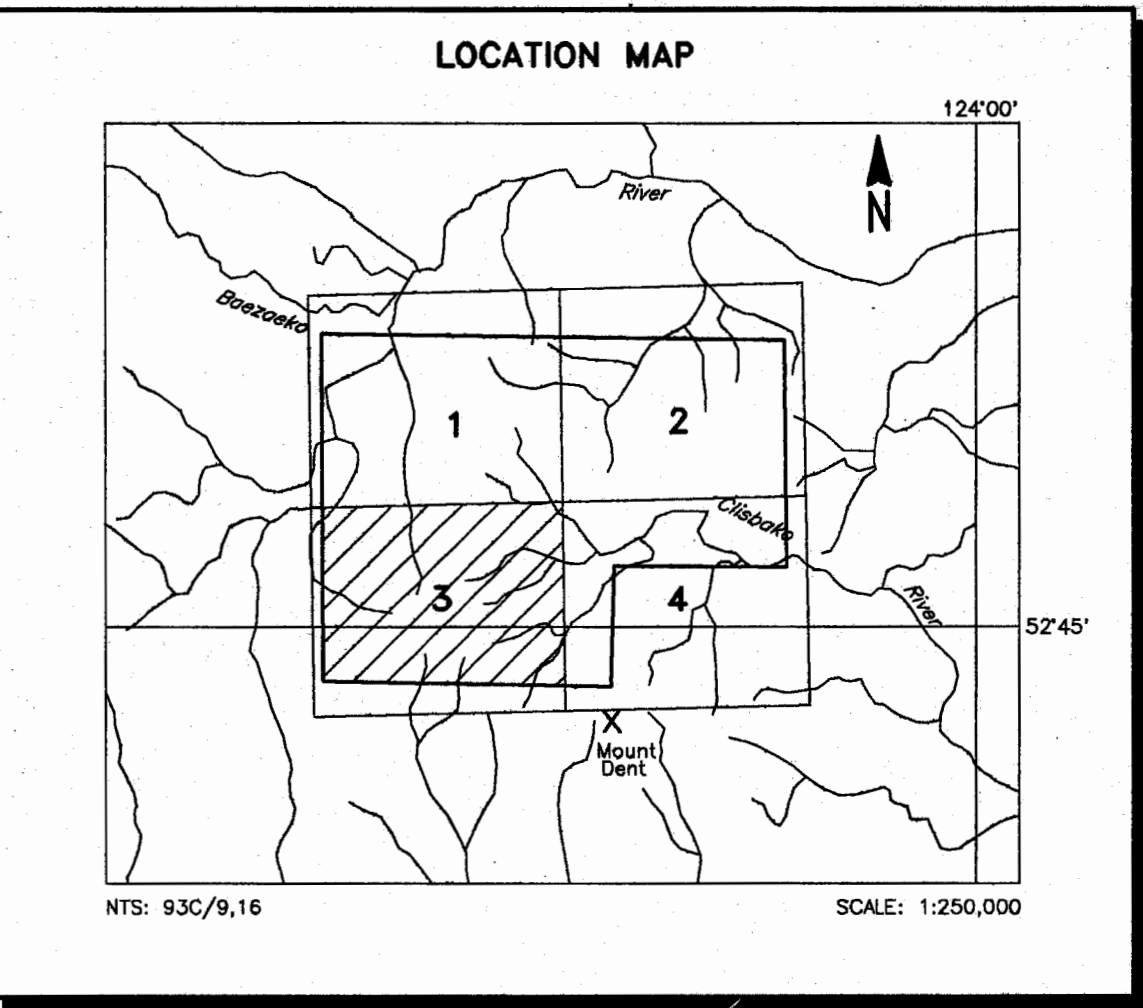 LOCATION MAP
124°00'
River
N
Baezaeko
1
2
Clisbako
3
4
River
52°45'
X
Mount
Dent
NTS: 93C/9,16
SCALE: 1:250,000